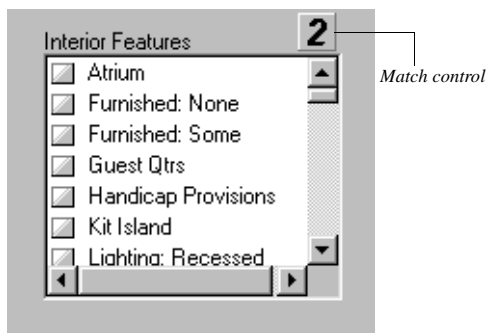 Interior Features
2
Match control
Atrium
Furnished: None
Furnished: Some
Guest Qtrs
Handicap Provisions
Kit Island
Lighting: Recessed